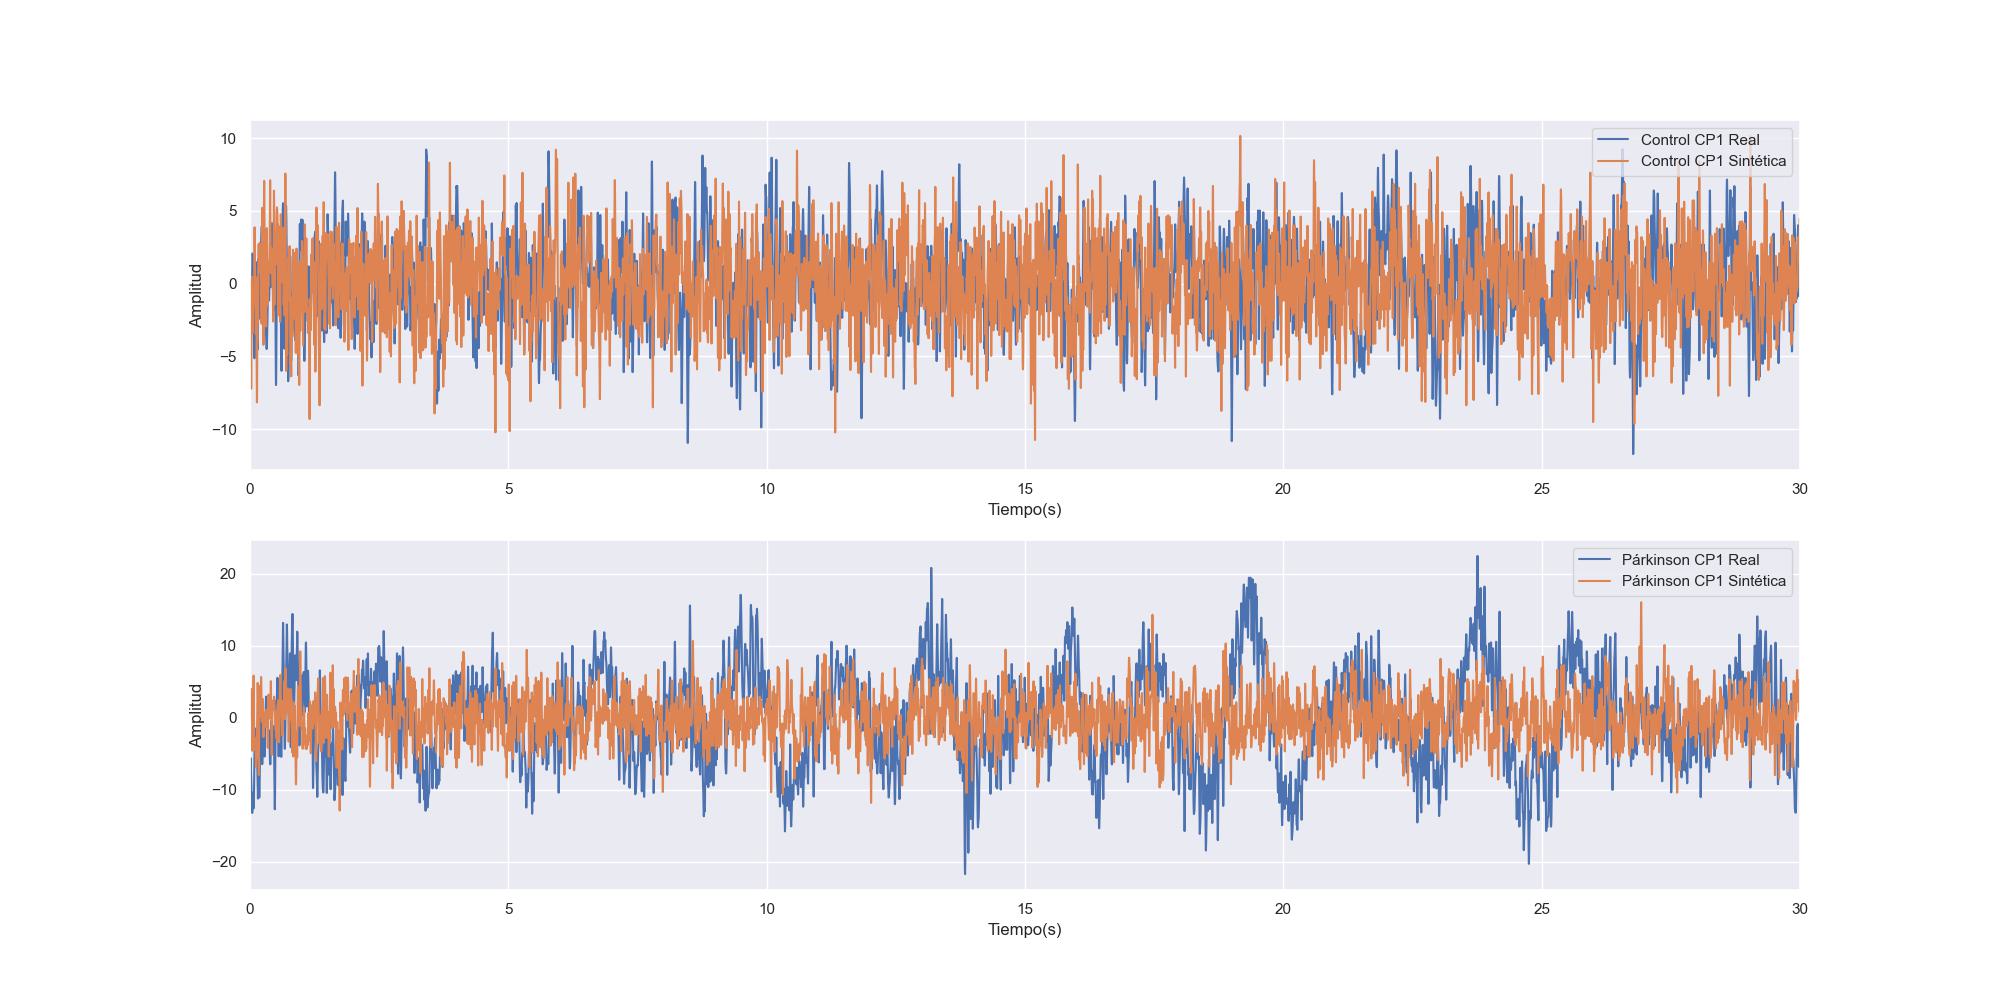 10
5
0
−5
−10
Amplitud
Control CP1 Real
Control CP1 Sintética
0 5 10 15 20 25 30
Tiempo(s)
20
10
0
−10
−20
Amplitud
Párkinson CP1 Real
Párkinson CP1 Sintética
0 5 10 15 20 25 30
Tiempo(s)